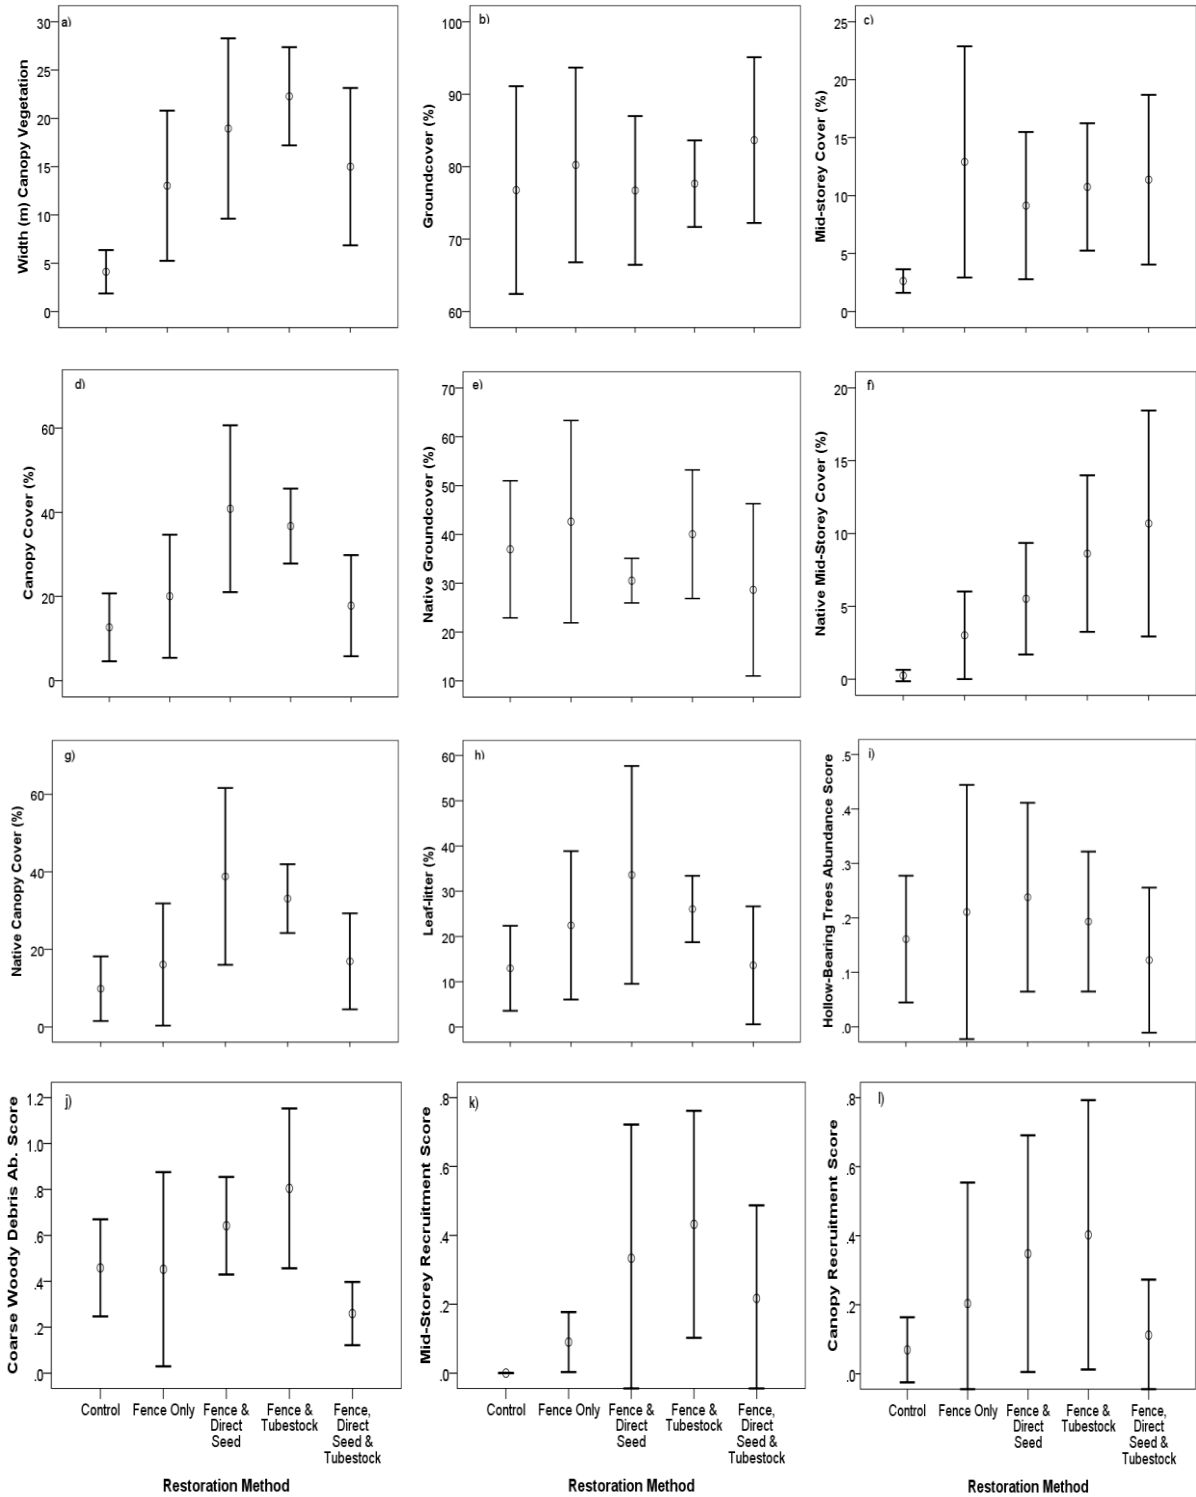 a)
Width (m) Canopy Vegetation
30
25
20
15
10
5
0
b)
Groundcover (%)
100
90
80
70
60
c)
Mid-storey Cover (%)
25
20
15
10
5
0
d)
Canopy Cover (%)
60
40
20
0
e)
Native Groundcover (%)
70
60
50
40
30
20
10
f)
Native Mid-Storey Cover (%)
20
15
10
5
0
g)
Native Canopy Cover (%)
60
40
20
0
h)
Leaf-litter (%)
60
50
40
30
20
10
0
i)
Hollow-Bearing Trees Abundance Score
.5
.4
.3
.2
.1
.0
j)
Coarse Woody Debris Ab. Score
1.2
1.0
.8
.6
.4
.2
.0
Control
Fence Only
Fence &
Direct
Seed
Fence &
Tubestock
Fence,
Direct
Seed &
Tubestock
Restoration Method
k)
Mid-Storey Recruitment Score
.8
.6
.4
.2
.0
Control
Fence Only
Fence &
Direct
Seed
Fence &
Tubestock
Fence,
Direct
Seed &
Tubestock
Restoration Method
l)
Canopy Recruitment Score
.8
.6
.4
.2
.0
Control
Fence Only
Fence &
Direct
Seed
Fence &
Tubestock
Fence,
Direct
Seed &
Tubestock
Restoration Method